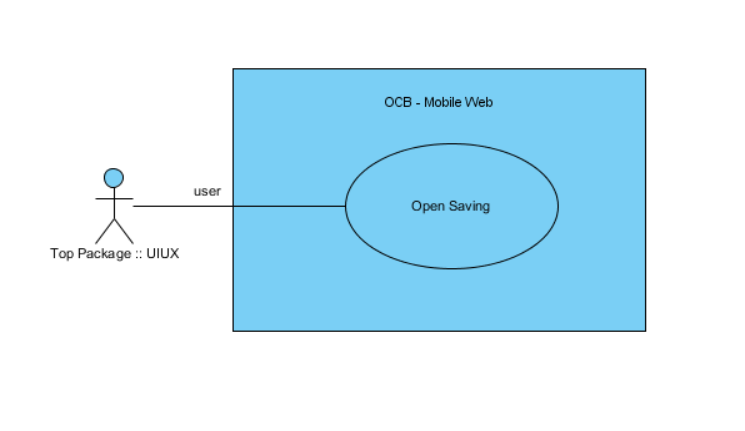 OCB - Mobile Web
user
Open Saving
Top Package :: UIUX